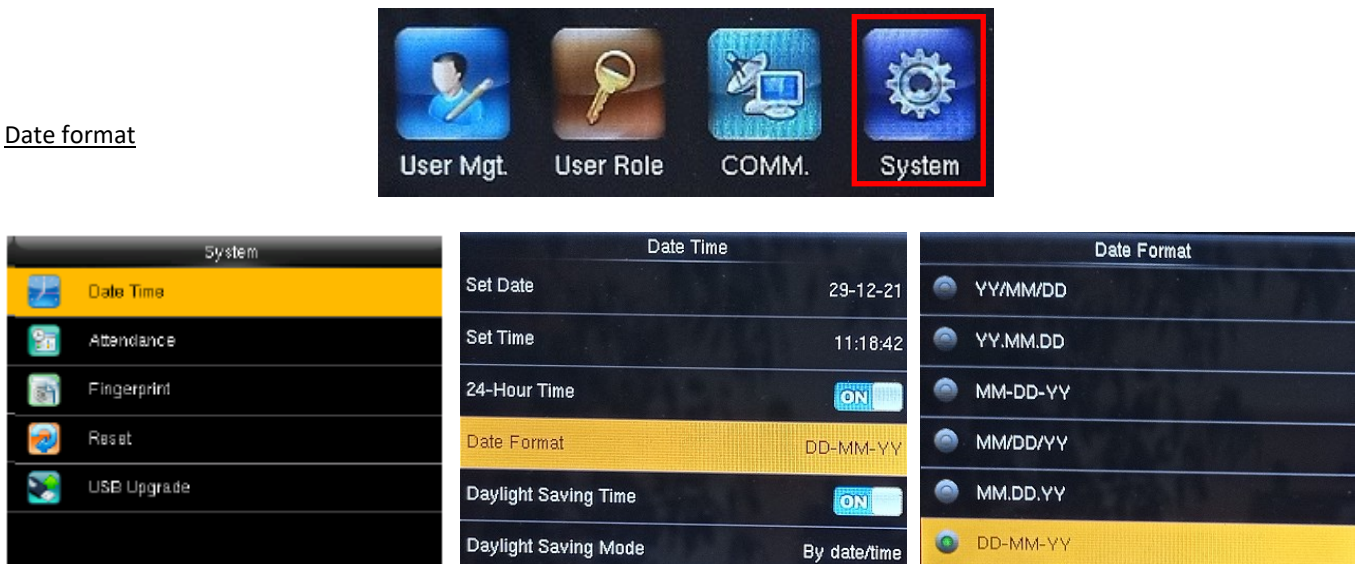 User Mgt.
User Role
COMM.
System
Date format
System
Date Time
Attendance
Fingerprint
Reset
USB Upgrade
Date Time
Set Date 29-12-21
Set Time 11:18:42
24-Hour Time ON
Date Format DD-MM-YY
Daylight Saving Time ON
Daylight Saving Mode By date/time
Date Format
YY/MM/DD
YY.MM.DD
MM-DD-YY
MM/DD/YY
MM.DD.YY
DD-MM-YY